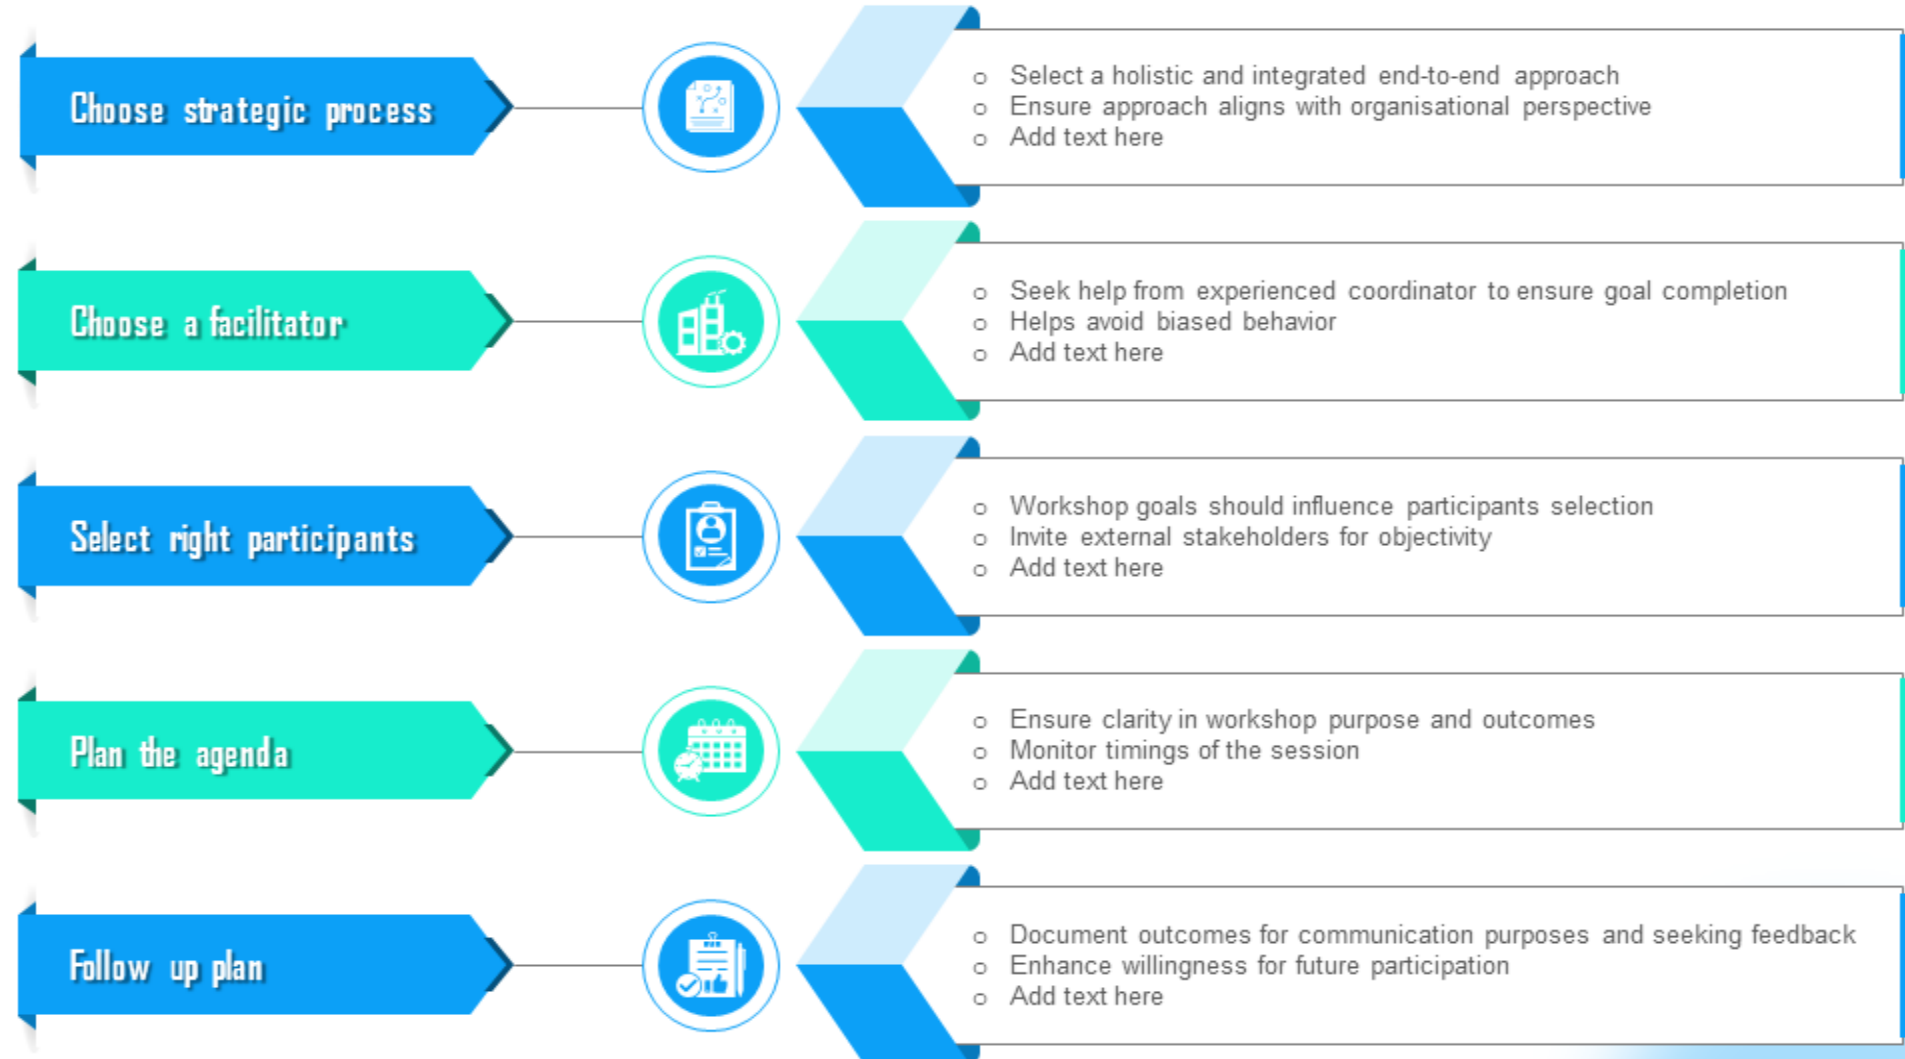 Choose strategic process
o Select a holistic and integrated end-to-end approach
o Ensure approach aligns with organisational perspective
o Add text here
Choose a facilitator
o Seek help from experienced coordinator to ensure goal completion
o Helps avoid biased behavior
o Add text here
Select right participants
o Workshop goals should influence participants selection
o Invite external stakeholders for objectivity
o Add text here
Plan the agenda
o Ensure clarity in workshop purpose and outcomes
o Monitor timings of the session
o Add text here
Follow up plan
o Document outcomes for communication purposes and seeking feedback
o Enhance willingness for future participation
o Add text here